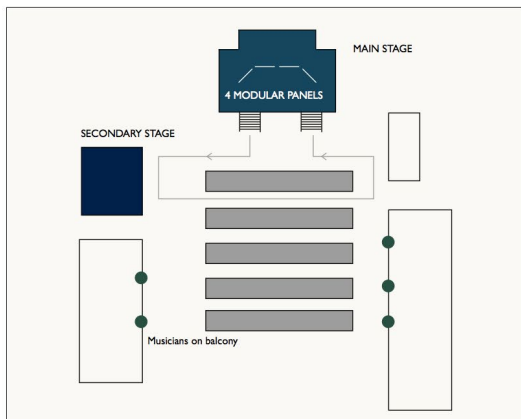 MAIN STAGE
4 MODULAR PANELS
SECONDARY STAGE
Musicians on balcony